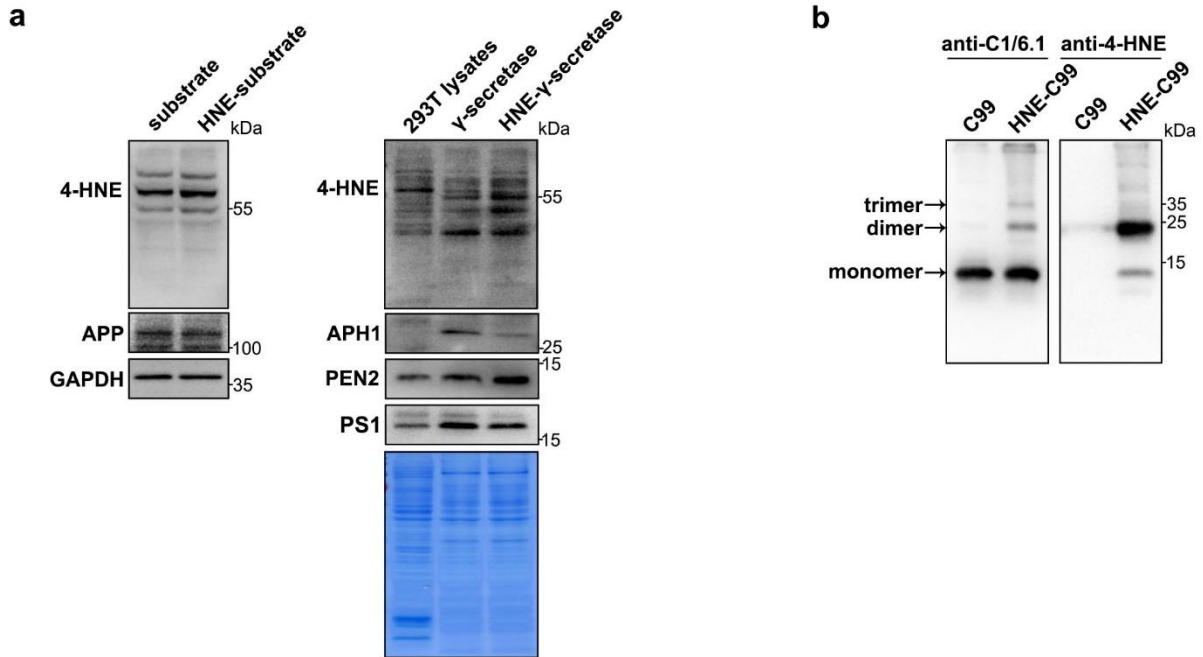 a
substrate
HNE-substrate
kDa
4-HNE
55
APP
100
GAPDH
35
293T lysates
γ-secretase
HNE-γ-secretase
kDa
4-HNE
55
APH1
25
PEN2
15
PS1
15
b
anti-C1/6.1 anti-4-HNE
C99
HNE-C99
C99
HNE-C99
kDa
trimer
35
dimer
25
monomer
15